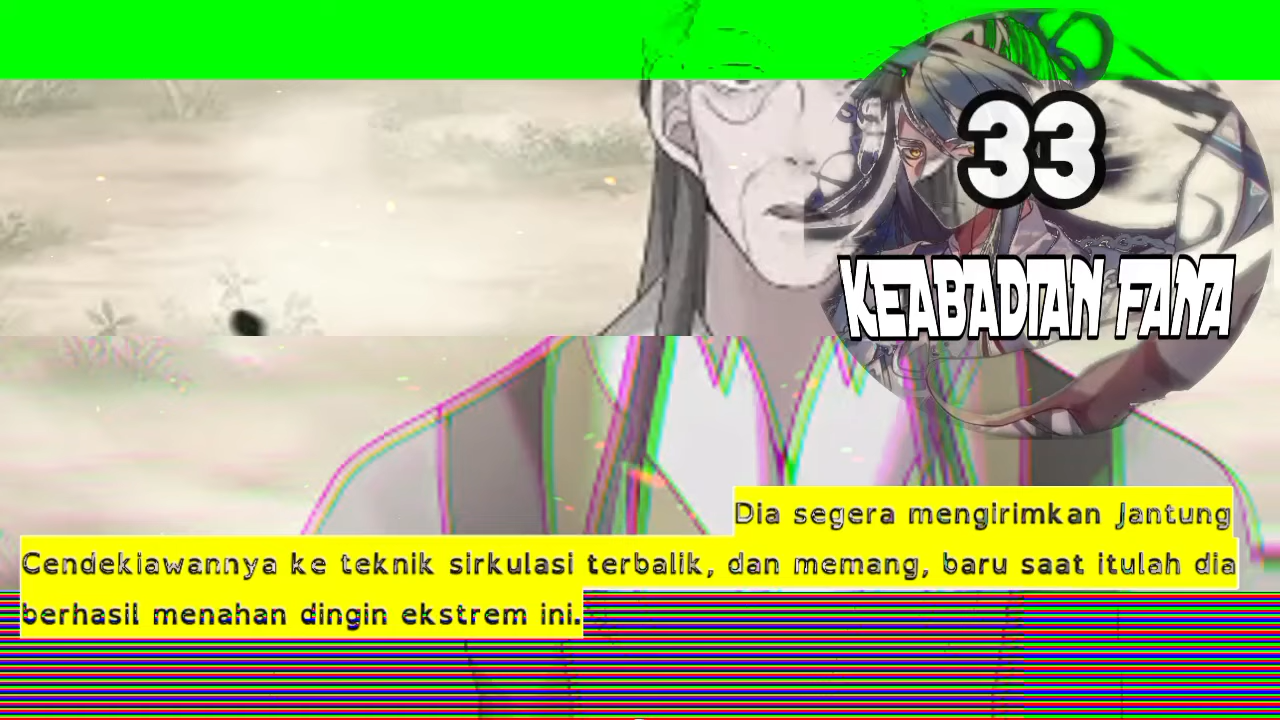 33
KEABADIAN FANA
Dia segera mengirimkan Jantung
Cendekiawannya ke teknik sirkulasi terbalik, dan memang, baru saat itulah dia
berhasil menahan dingin ekstrem ini.